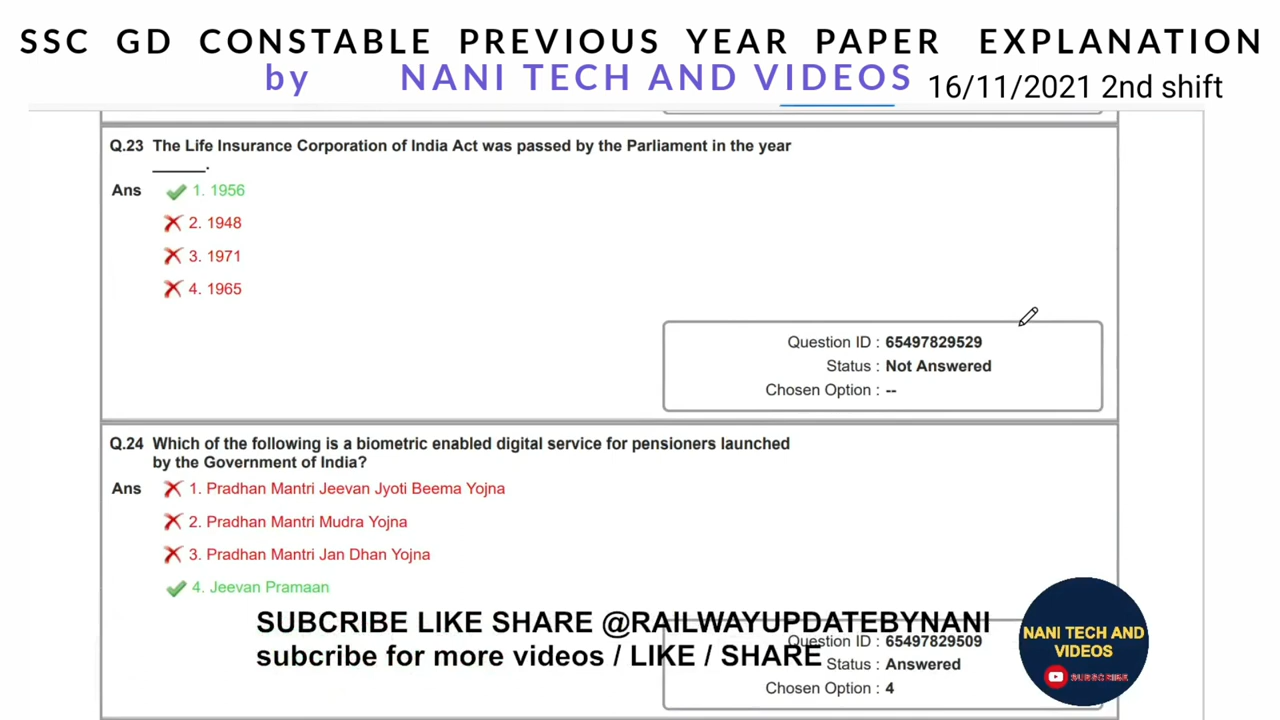 SSC GD CONSTABLE PREVIOUS YEAR PAPER EXPLANATION
by NANI TECH AND VIDEOS 16/11/2021 2nd shift
Q.23 The Life Insurance Corporation of India Act was passed by the Parliament in the year
______.
Ans 1. 1956
2. 1948
3. 1971
4. 1965
Question ID : 65497829529
Status : Not Answered
Chosen Option : --
Q.24 Which of the following is a biometric enabled digital service for pensioners launched
by the Government of India?
Ans 1. Pradhan Mantri Jeevan Jyoti Beema Yojna
2. Pradhan Mantri Mudra Yojna
3. Pradhan Mantri Jan Dhan Yojna
4. Jeevan Pramaan
SUBCRIBE LIKE SHARE @RAILWAYUPDATEBYNANI
subcribe for more videos / LIKE / SHARE
Question ID : 65497829509
Status : Answered
Chosen Option : 4
NANI TECH AND
VIDEOS